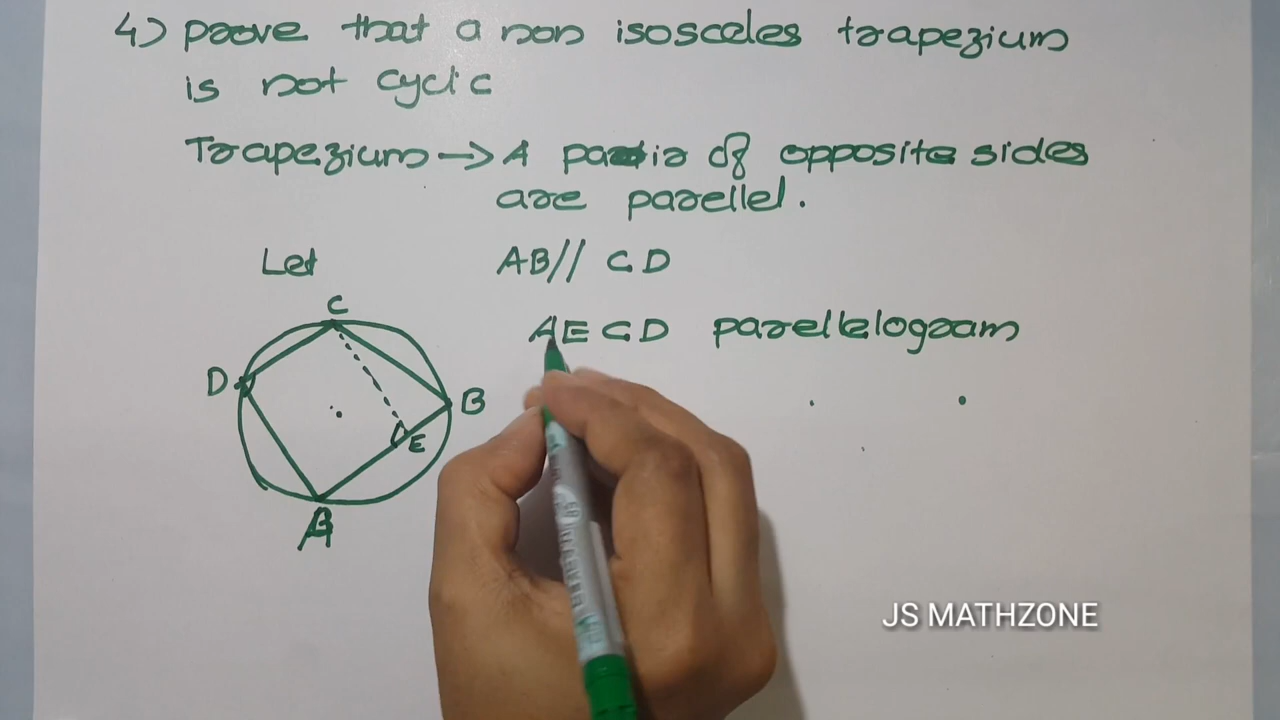 4) prove that a non isosceles trapezium
is not cyclic
Trapezium → A pair of opposite sides
are parellel.
Let AB // CD
AECD parellelogram
C
D
B
E
A
JS MATHZONE